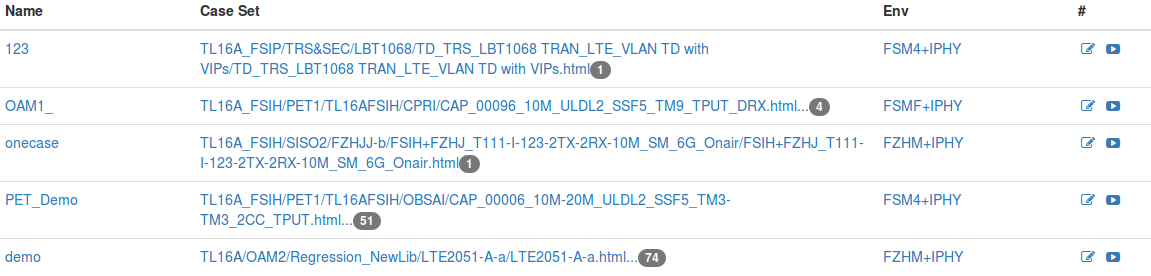 Name Case Set Env #
123 TL16A_FSIP/TRS&SEC/LBT1068/TD_TRS_LBT1068 TRAN_LTE_VLAN TD with FSM4+IPHY
VIPs/TD_TRS_LBT1068 TRAN_LTE_VLAN TD with VIPs.html 1
OAM1_ TL16A_FSIH/PET1/TL16AFSIH/CPRI/CAP_00096_10M_ULDL2_SSF5_TM9_TPUT_DRX.html... 4 FSMF+IPHY
onecase TL16A_FSIH/SISO2/FZHJJ-b/FSIH+FZHJ_T111-I-123-2TX-2RX-10M_SM_6G_Onair/FSIH+FZHJ_T111- FZHM+IPHY
I-123-2TX-2RX-10M_SM_6G_Onair.html 1
PET_Demo TL16A_FSIH/PET1/TL16AFSIH/OBSAI/CAP_00006_10M-20M_ULDL2_SSF5_TM3- FSM4+IPHY
TM3_2CC_TPUT.html... 51
demo TL16A/OAM2/Regression_NewLib/LTE2051-A-a/LTE2051-A-a.html... 74 FZHM+IPHY